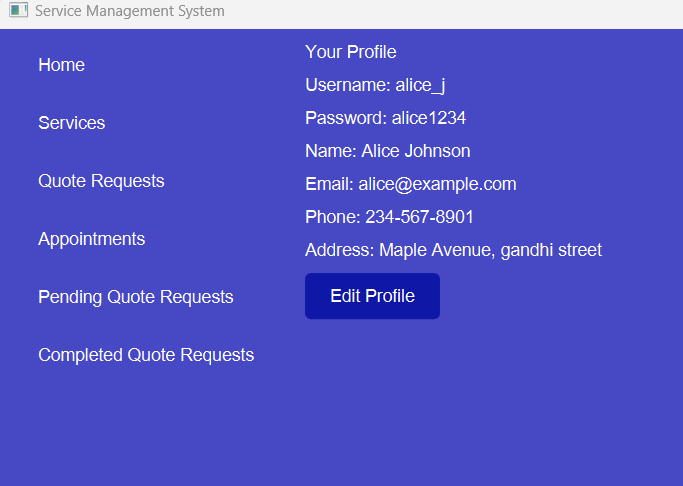 Service Management System
Home
Services
Quote Requests
Appointments
Pending Quote Requests
Completed Quote Requests
Your Profile
Username: alice_j
Password: alice1234
Name: Alice Johnson
Email: alice@example.com
Phone: 234-567-8901
Address: Maple Avenue, gandhi street
Edit Profile